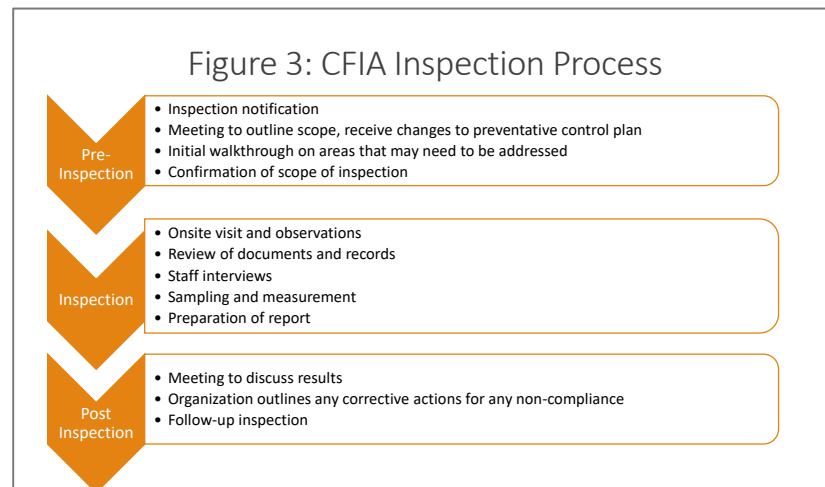 Figure 3: CFIA Inspection Process
Pre-
Inspection
• Inspection notification
• Meeting to outline scope, receive changes to preventative control plan
• Initial walkthrough on areas that may need to be addressed
• Confirmation of scope of inspection
Inspection
• Onsite visit and observations
• Review of documents and records
• Staff interviews
• Sampling and measurement
• Preparation of report
Post
Inspection
• Meeting to discuss results
• Organization outlines any corrective actions for any non-compliance
• Follow-up inspection